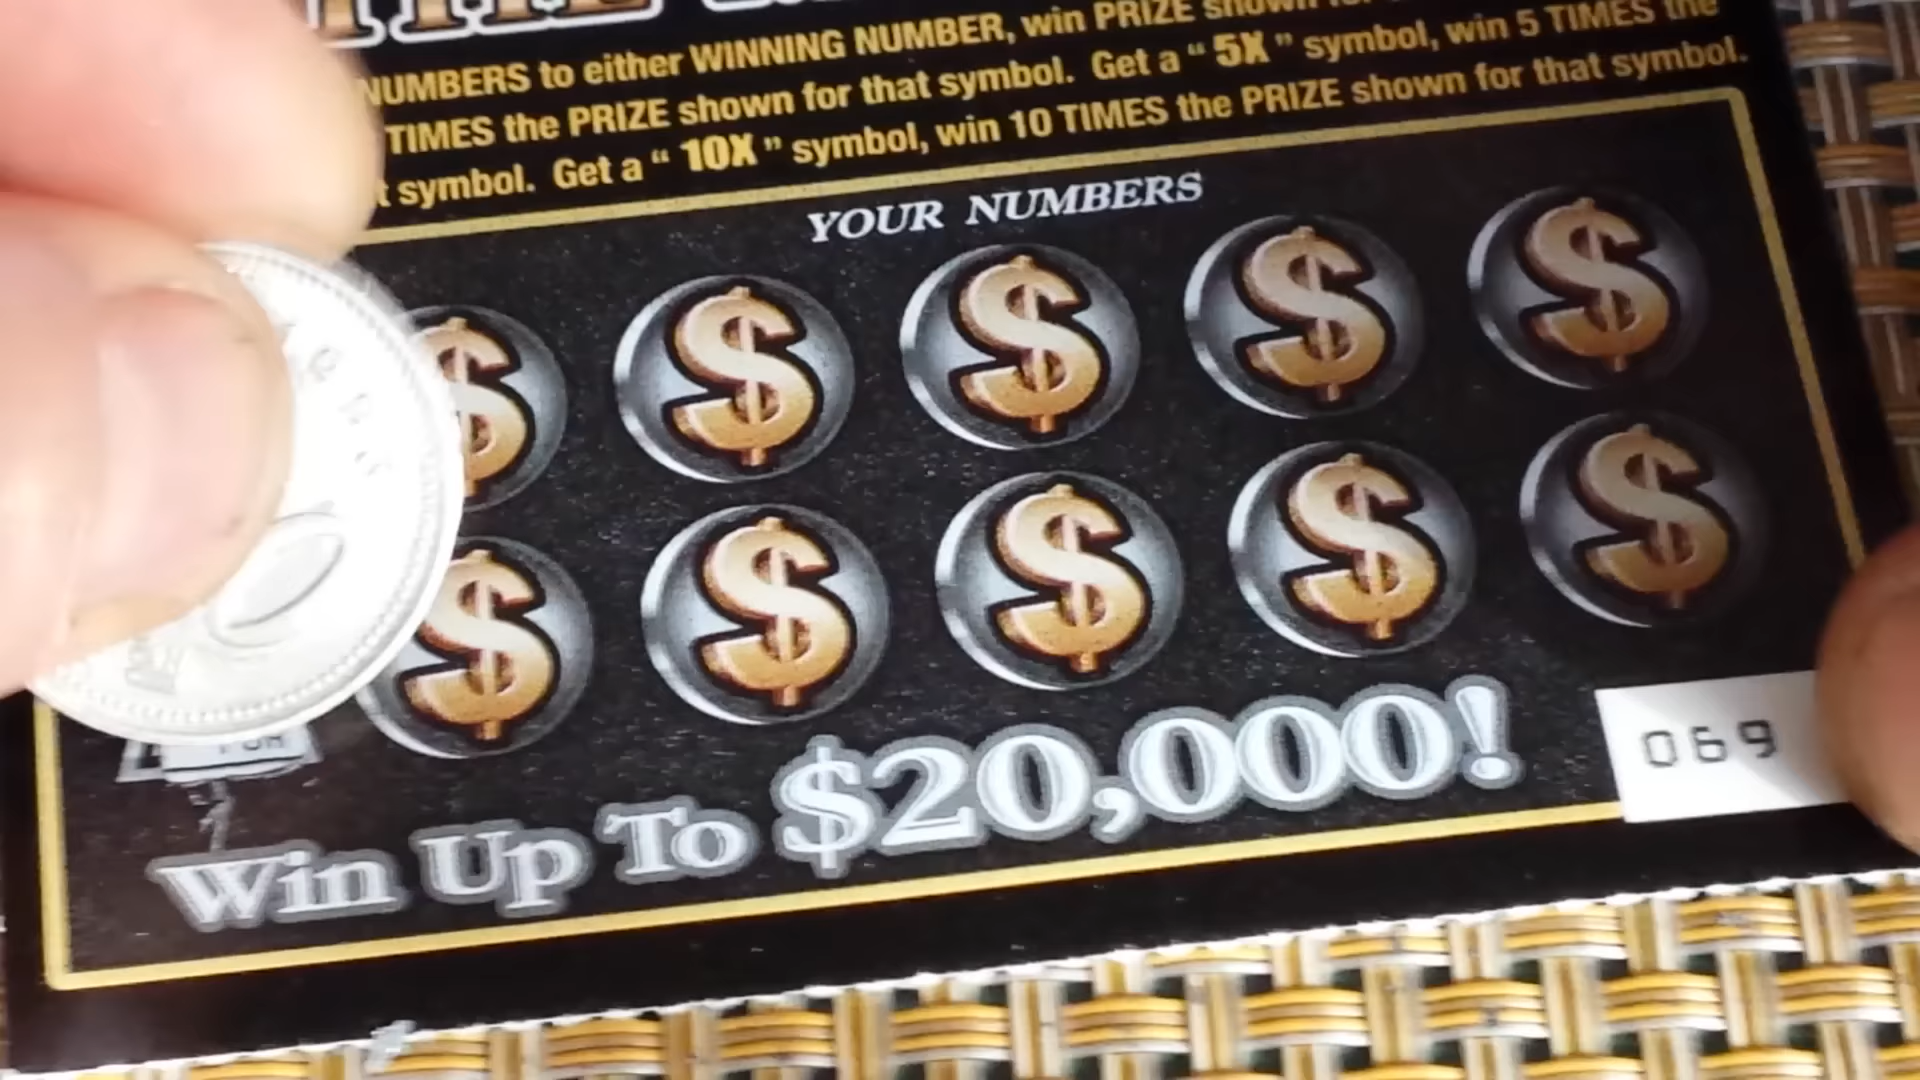 NUMBERS to either WINNING NUMBER, win PRIZE shown
TIMES the PRIZE shown for that symbol. Get a "5X" symbol, win 5 TIMES the
symbol. Get a "10X" symbol, win 10 TIMES the PRIZE shown for that symbol.
YOUR NUMBERS
Win Up To $20,000!
069